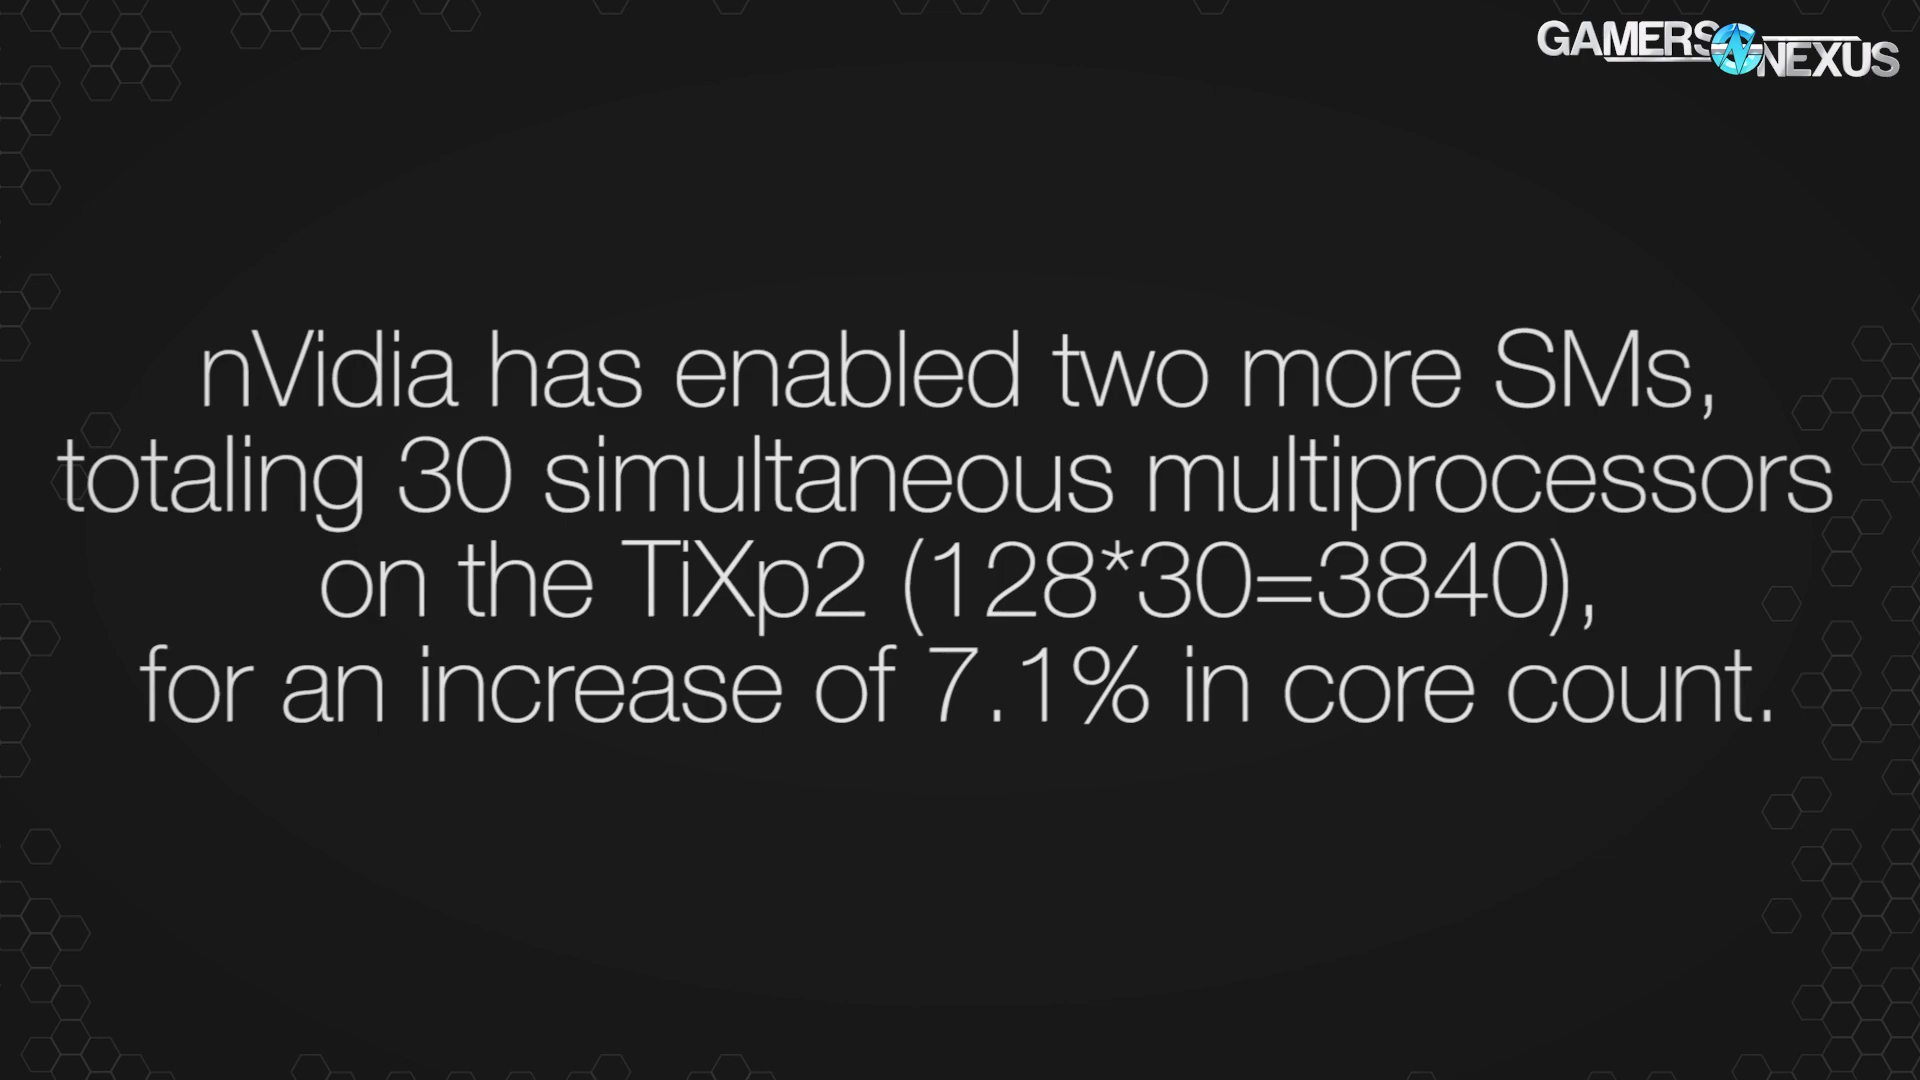 GAMERS NEXUS
nVidia has enabled two more SMs,
totaling 30 simultaneous multiprocessors
on the TiXp2 (128*30=3840),
for an increase of 7.1% in core count.